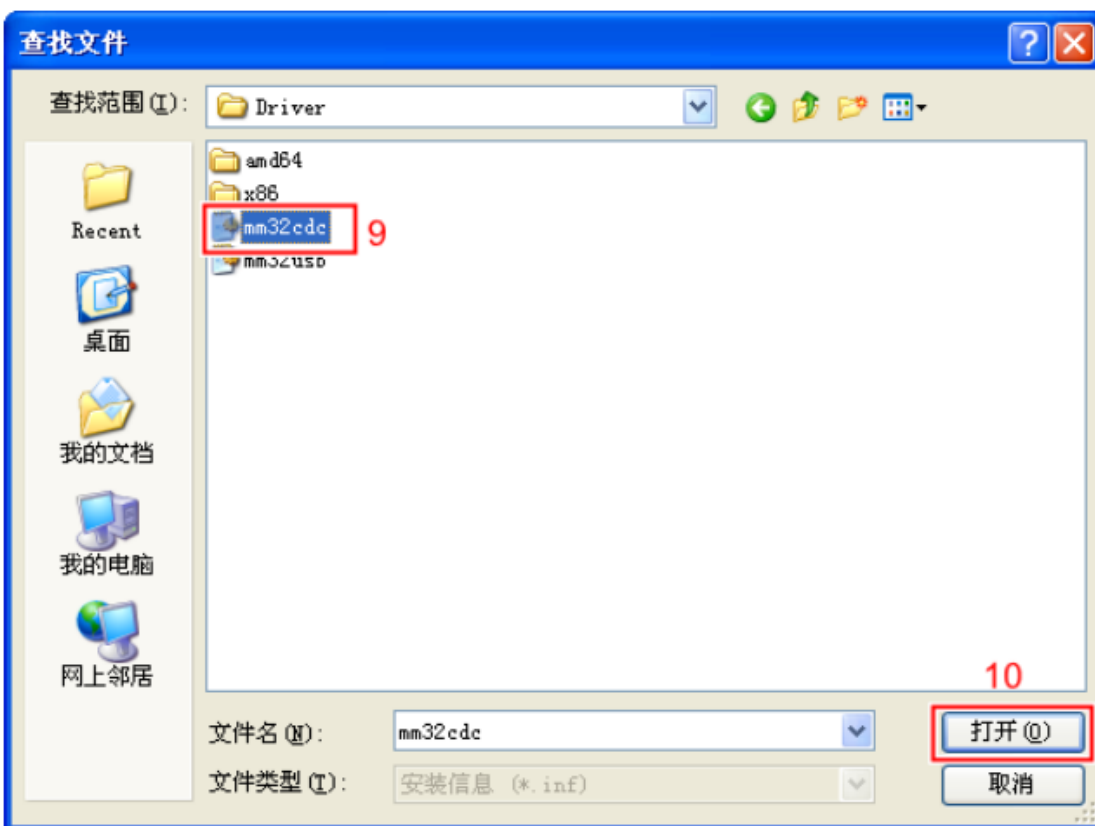 查找文件
查找范围(I):
Driver
amd64
x86
mm32cdc
9
mm32usb
Recent
桌面
我的文档
我的电脑
网上邻居
10
文件名(N):
mm32cdc
打开(O)
文件类型(T):
安装信息 (*.inf)
取消